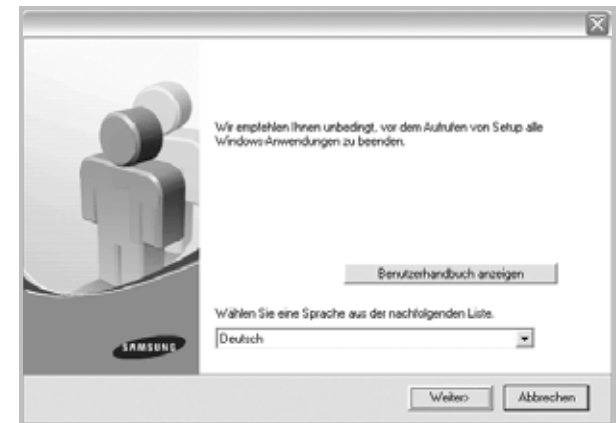 Wir empfehlen Ihnen unbedingt, vor dem Aufrufen von Setup alle
Windows-Anwendungen zu beenden.
Benutzerhandbuch anzeigen
Wählen Sie eine Sprache aus der nachfolgenden Liste.
Deutsch
SAMSUNG
Weiter>
Abbrechen